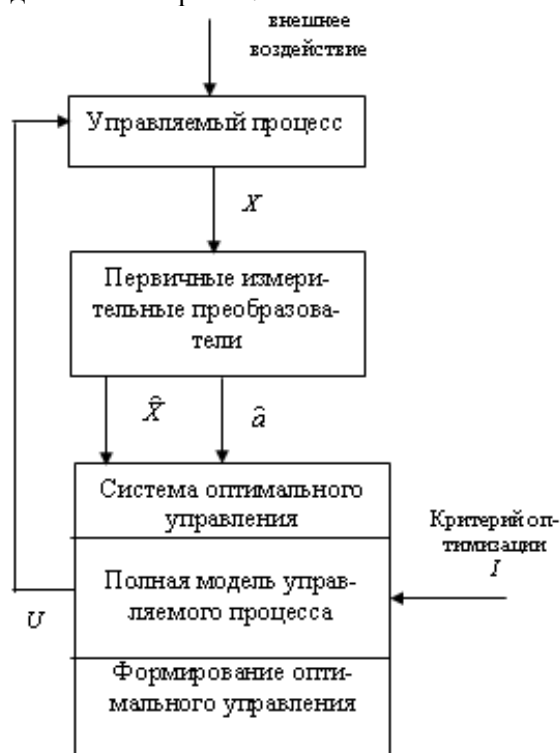 внешнее
воздействие
Управляемый процесс
X
Первичные измери-
тельные преобразова-
тели
X̂
â
Система оптимального
управления
Критерий оп-
тимизации
I
Полная модель управ-
ляемого процесса
U
Формирование опти-
мального управления